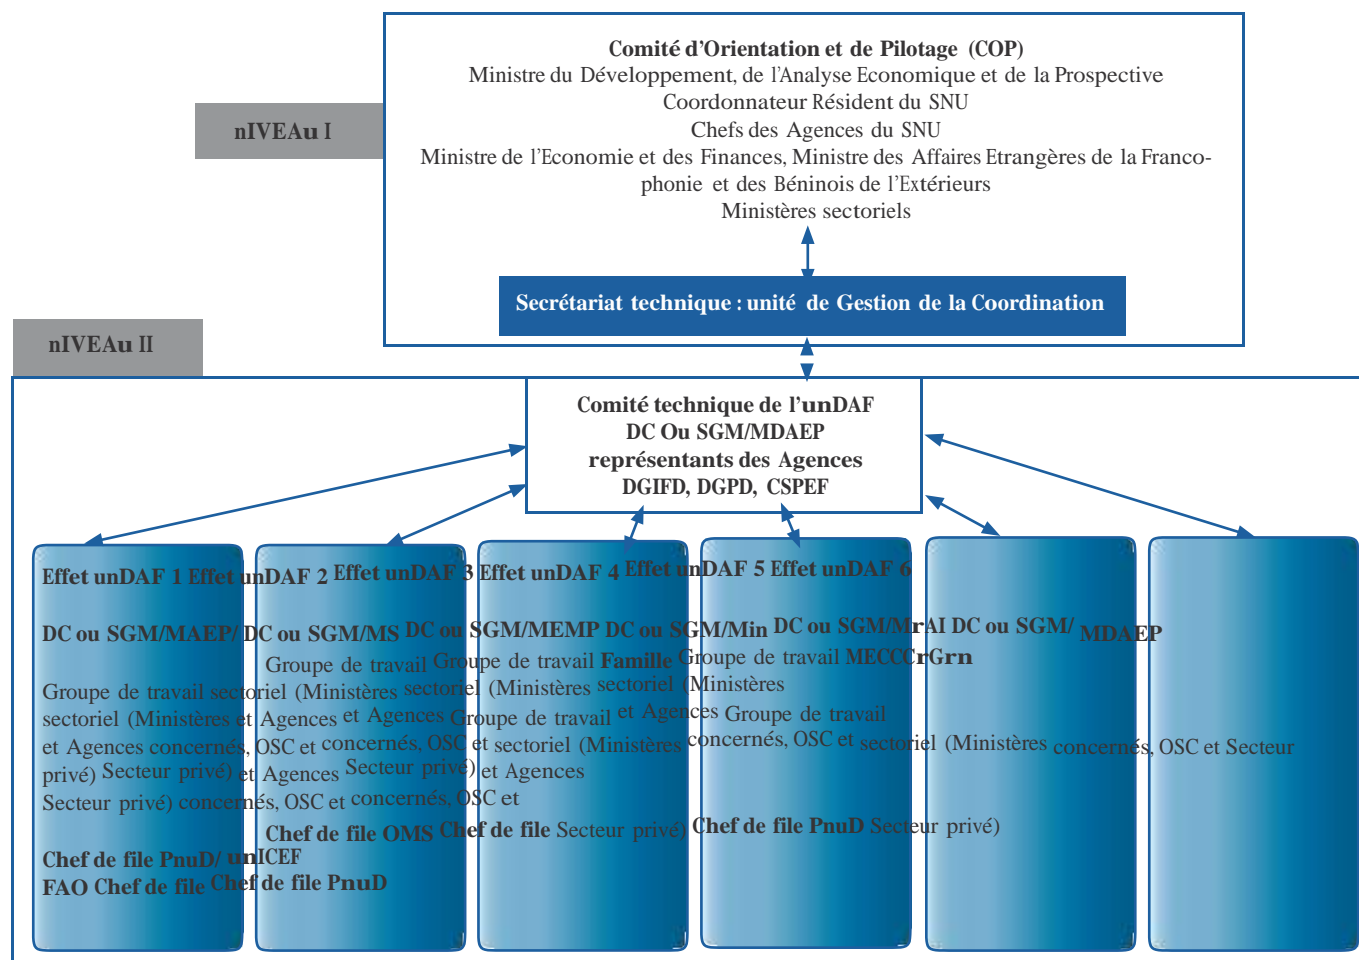 Comité d'Orientation et de Pilotage (COP)
Ministre du Développement, de l'Analyse Economique et de la Prospective
Coordonnateur Résident du SNU
Chefs des Agences du SNU
Ministre de l'Economie et des Finances, Ministre des Affaires Etrangères de la Franco-
phonie et des Béninois de l'Extérieurs
Ministères sectoriels
nIVEAu I
Secrétariat technique : unité de Gestion de la Coordination
nIVEAu II
Comité technique de l'unDAF
DC Ou SGM/MDAEP
représentants des Agences
DGIFD, DGPD, CSPEF
Effet unDAF 1 Effet unDAF 2 Effet unDAF 3 Effet unDAF 4 Effet unDAF 5 Effet unDAF 6
DC ou SGM/MAEP/ DC ou SGM/MS DC ou SGM/MEMP DC ou SGM/Min DC ou SGM/MrAI DC ou SGM/ MDAEP
Groupe de travail Groupe de travail Famille Groupe de travail MECCCrGrn
Groupe de travail sectoriel (Ministères sectoriel (Ministères sectoriel (Ministères
sectoriel (Ministères et Agences et Agences Groupe de travail et Agences Groupe de travail
et Agences concernés, OSC et concernés, OSC et sectoriel (Ministères concernés, OSC et sectoriel (Ministères concernés, OSC et Secteur
privé) Secteur privé) et Agences Secteur privé) et Agences
Secteur privé) concernés, OSC et concernés, OSC et
Chef de file OMS Chef de file Secteur privé) Chef de file PnuD Secteur privé)
Chef de file PnuD/ unICEF
FAO Chef de file Chef de file PnuD